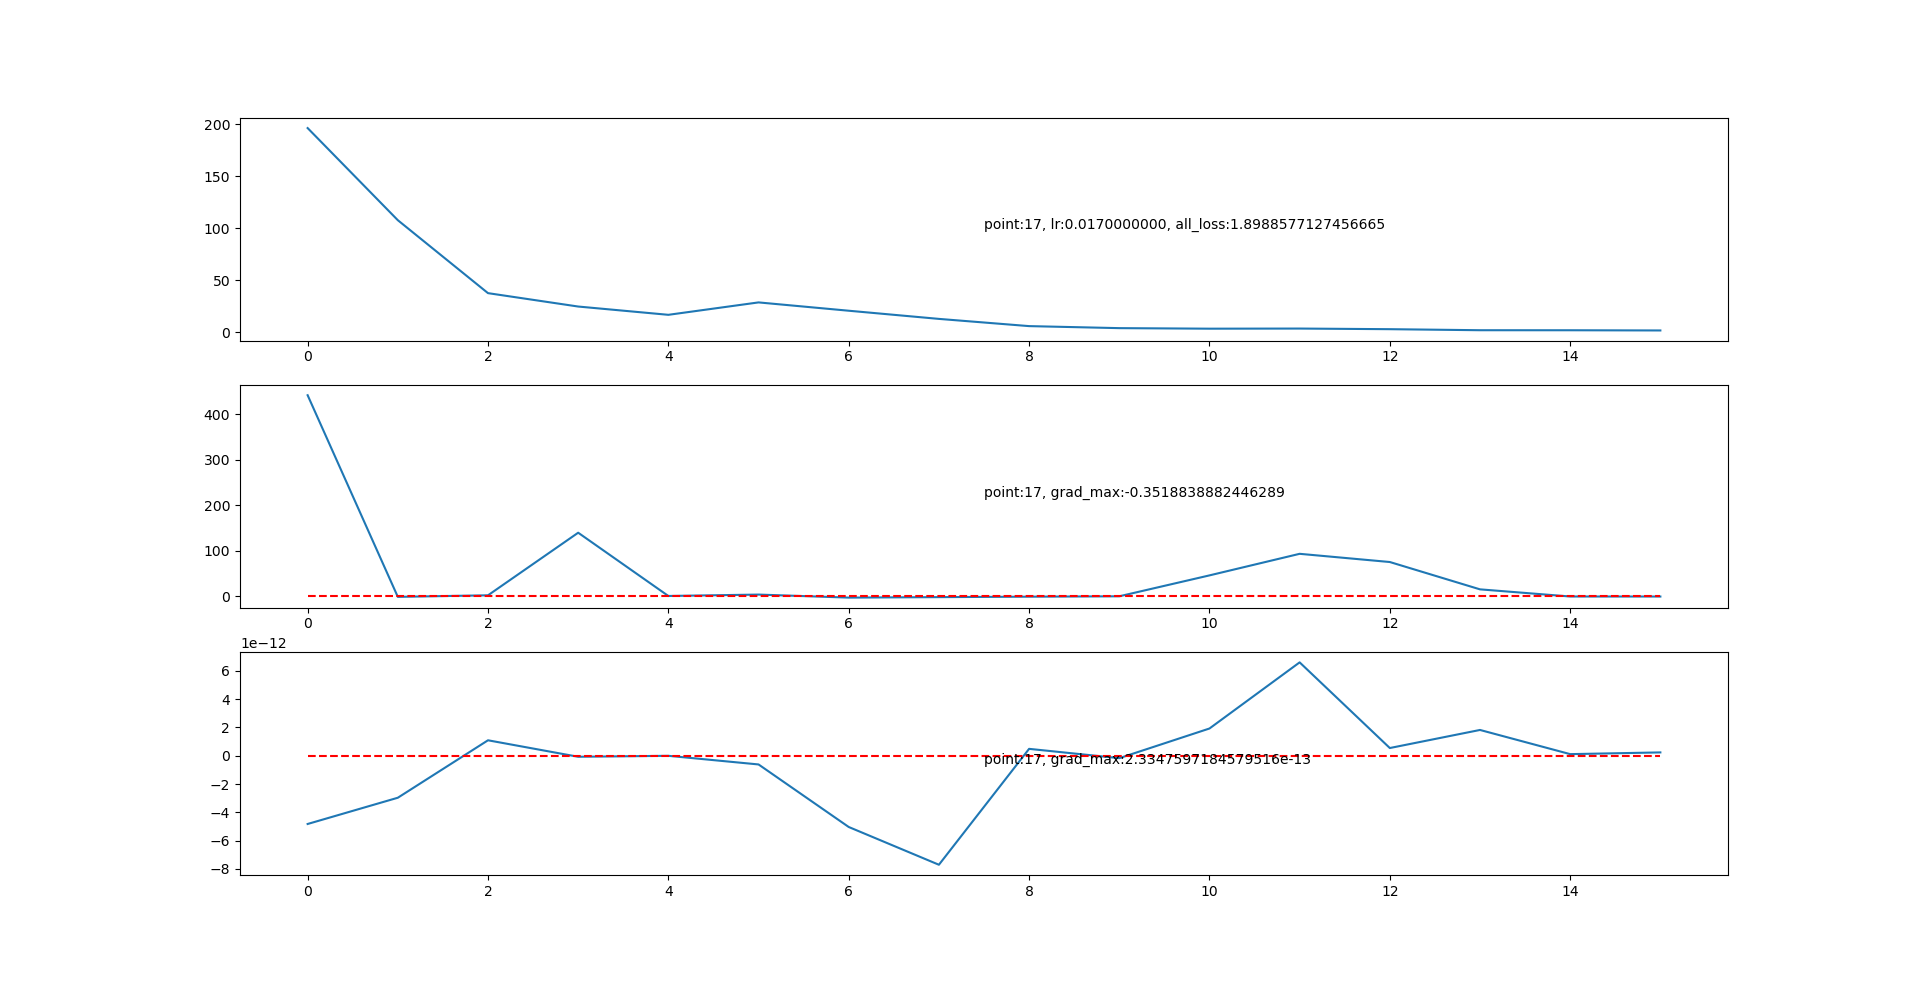 200
150
100
50
0
point:17, lr:0.0170000000, all_loss:1.8988577127456665
0 2 4 6 8 10 12 14
400
300
200
100
0
point:17, grad_max:-0.3518838882446289
0 2 4 6 8 10 12 14
1e−12
6
4
2
0
−2
−4
−6
−8
point:17, grad_max:2.3347597184579516e-13
0 2 4 6 8 10 12 14